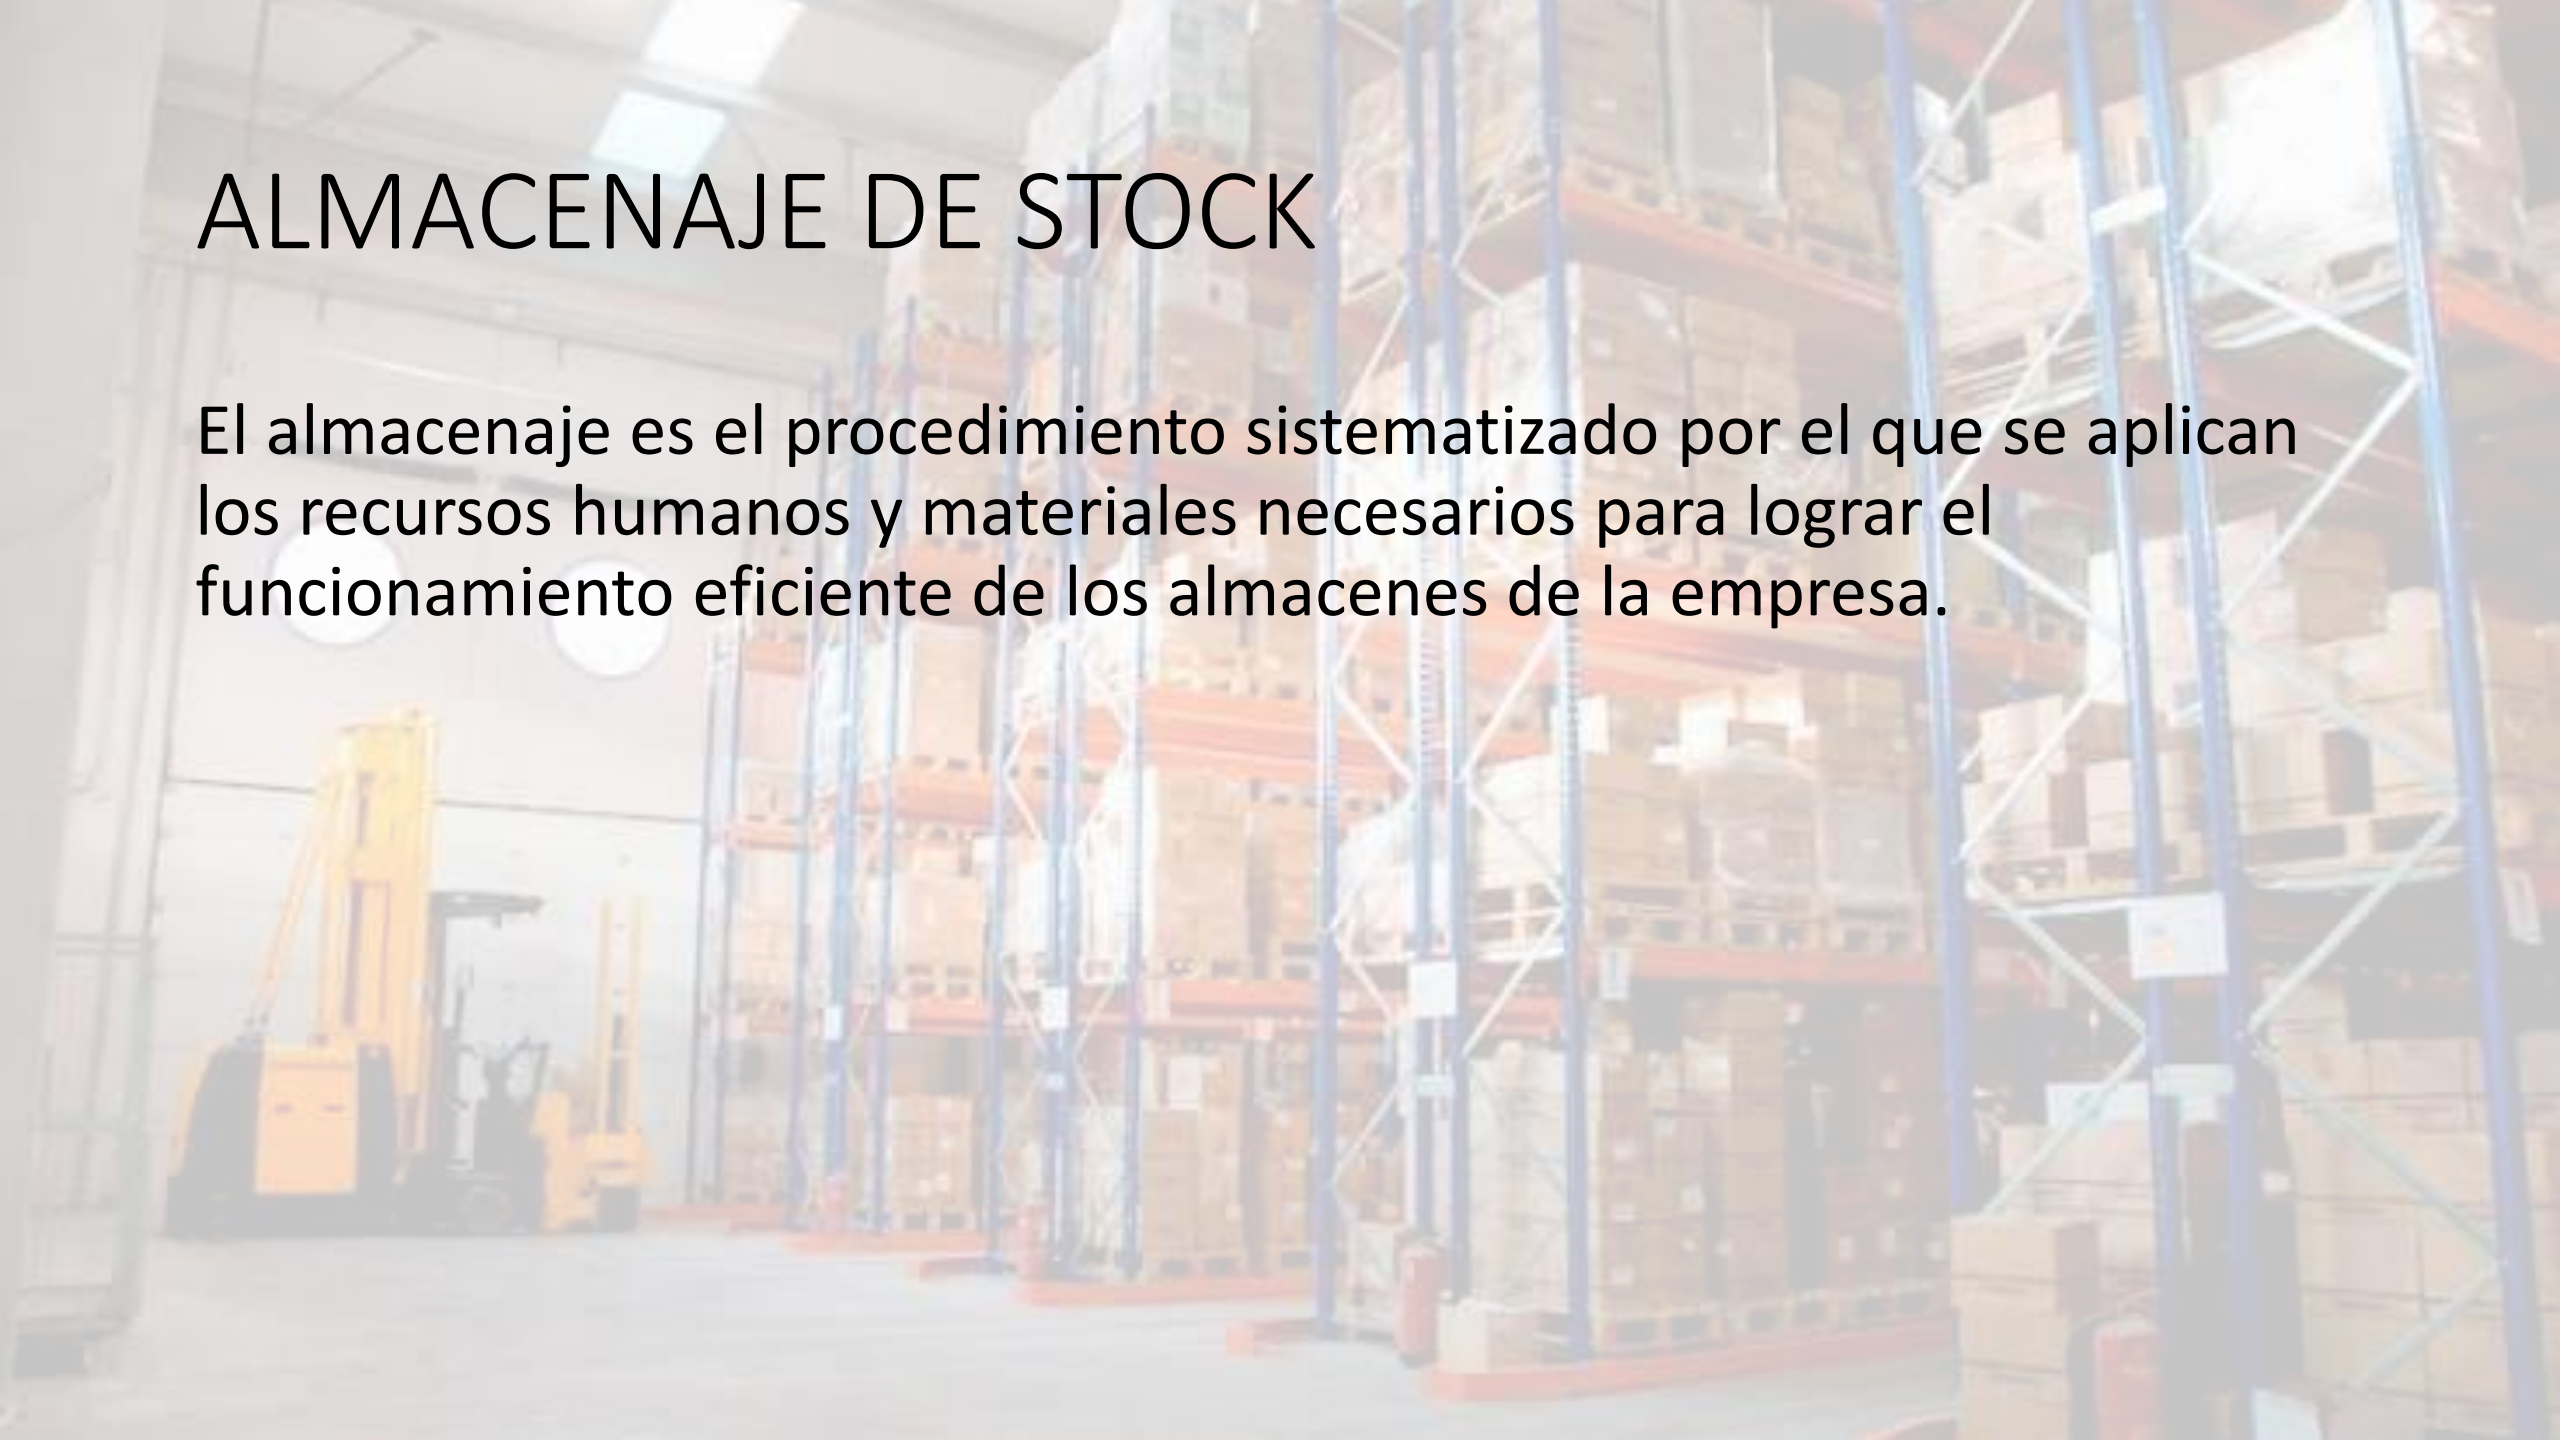 ALMACENAJE DE STOCK
El almacenaje es el procedimiento sistematizado por el que se aplican
los recursos humanos y materiales necesarios para lograr el
funcionamiento eficiente de los almacenes de la empresa.